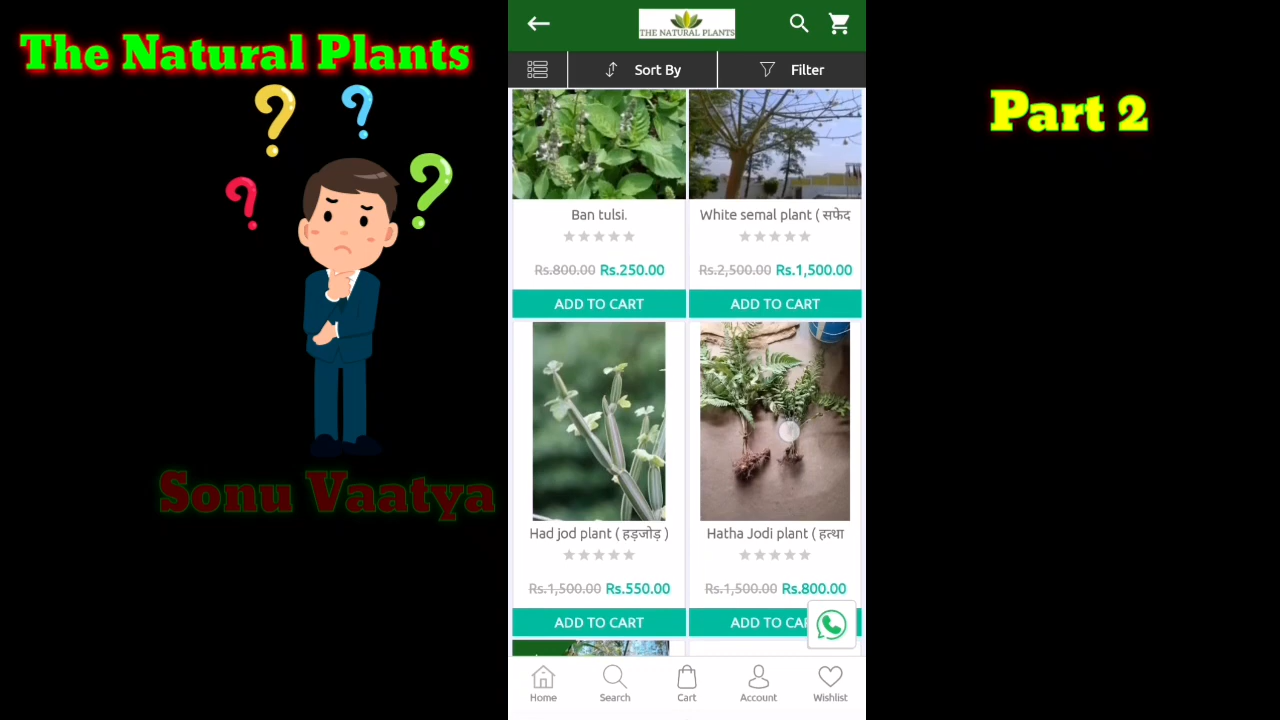 The Natural Plants
? ? ? ?
Sonu Vaatya
THE NATURAL PLANTS
Sort By
Filter
Ban tulsi.
Rs.800.00 Rs.250.00
ADD TO CART
White semal plant ( सफेद
Rs.2,500.00 Rs.1,500.00
ADD TO CART
Had jod plant ( हड़जोड़ )
Rs.1,500.00 Rs.550.00
ADD TO CART
Hatha Jodi plant ( हत्था
Rs.1,500.00 Rs.800.00
ADD TO CAR
Home
Search
Cart
Account
Wishlist
Part 2